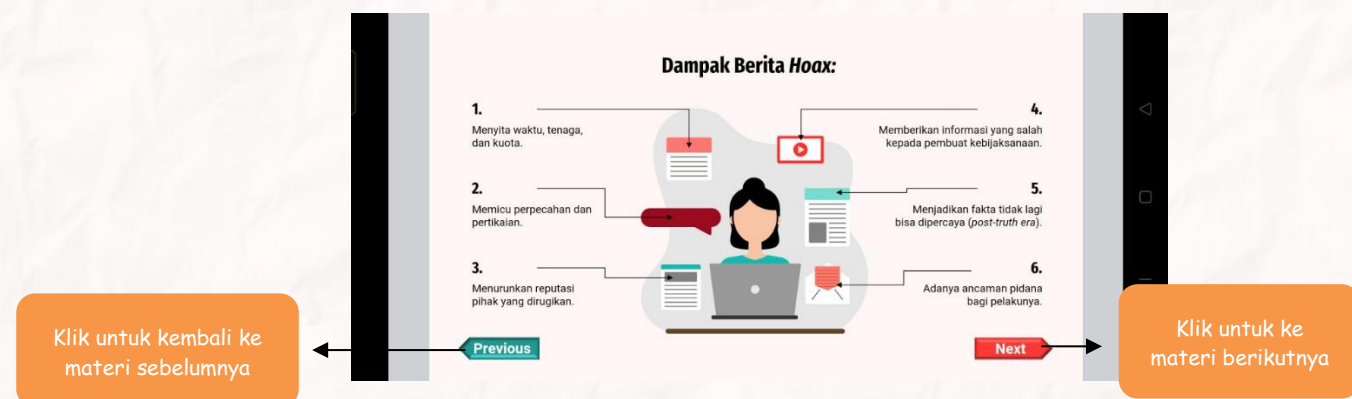 Dampak Berita Hoax:
1.
Menyita waktu, tenaga,
dan kuota.
2.
Memicu perpecahan dan
pertikaian.
3.
Menurunkan reputasi
pihak yang dirugikan.
4.
Memberikan informasi yang salah
kepada pembuat kebijaksanaan.
5.
Menjadikan fakta tidak lagi
bisa dipercaya (post-truth era).
6.
Adanya ancaman pidana
bagi pelakunya.
Previous
Next
Klik untuk kembali ke
materi sebelumnya
Klik untuk ke
materi berikutnya